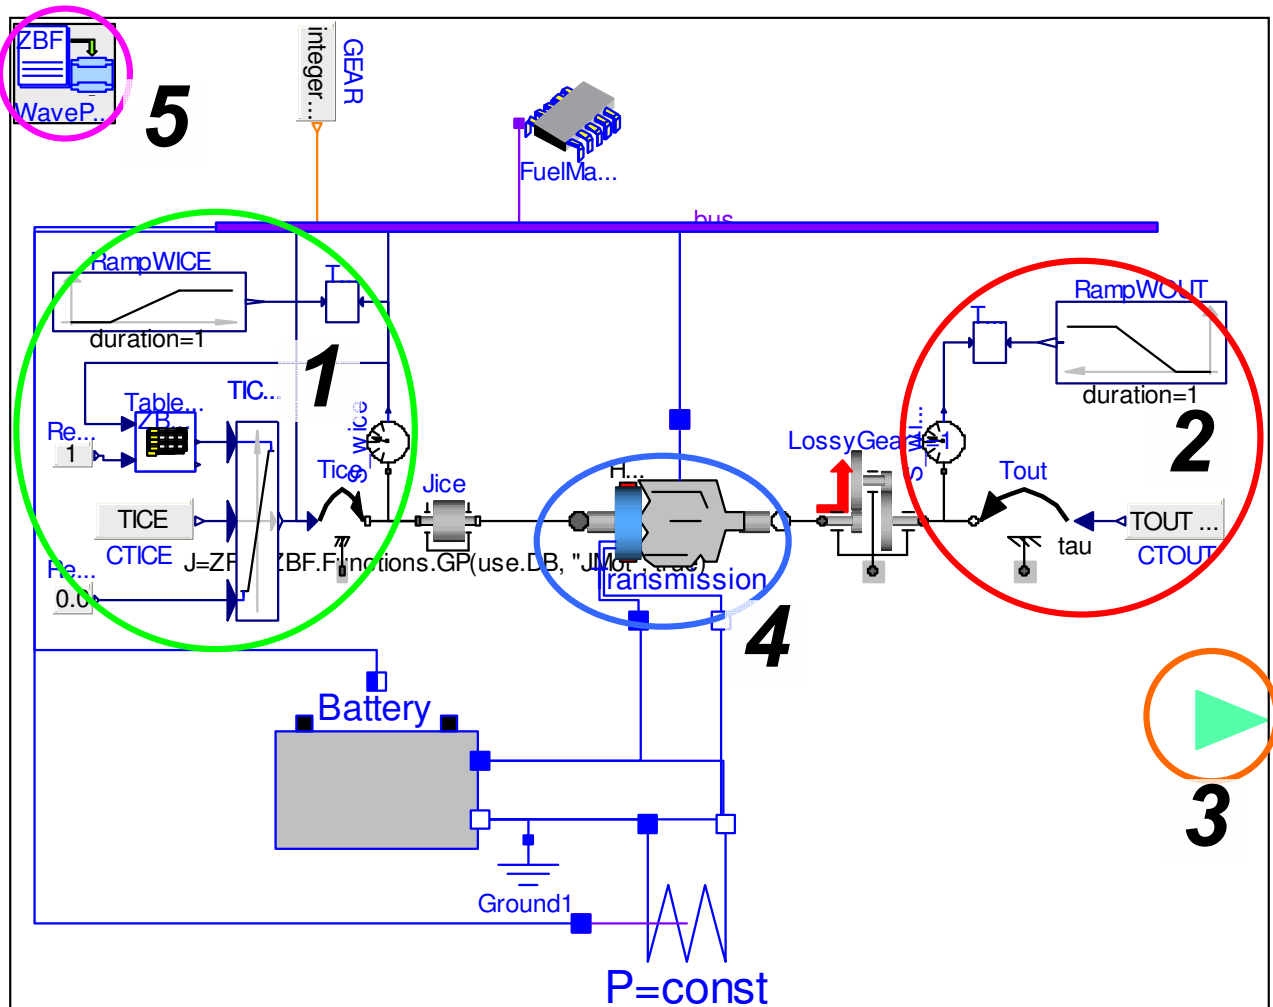 ZBF
WaveP...
5
integer...
GEAR
FuelMa...
bus
RampWICE
duration=1
T
1
TIC...
Table...
ZB...
Re...
1
S_wice
Tice
TICE
CTICE
Re...
0.0
Jice
H...
Transmission
4
LossyGear
T
RampWOUT
duration=1
2
Tout
tau
TOUT ...
CTOUT
3
Battery
Ground1
P=const